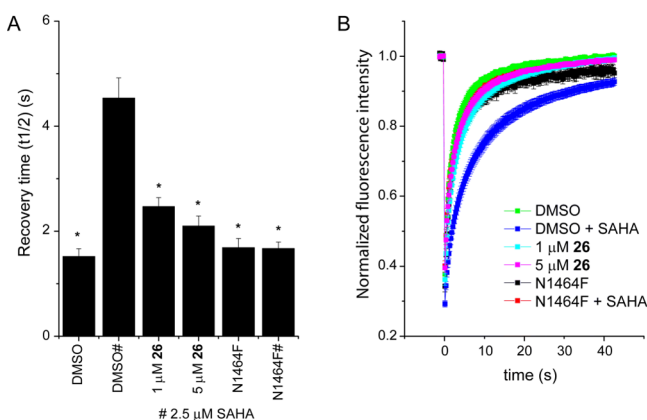 A
Recovery time (t1/2) (s)
6
4
2
0
*
*
*
*
*
DMSO
DMSO#
1 μM 26
5 μM 26
N1464F
N1464F#
# 2.5 μM SAHA
B
Normalized fluorescence intensity
1.0
0.8
0.6
0.4
0.2
DMSO
DMSO + SAHA
1 μM 26
5 μM 26
N1464F
N1464F + SAHA
0
10
20
30
40
time (s)